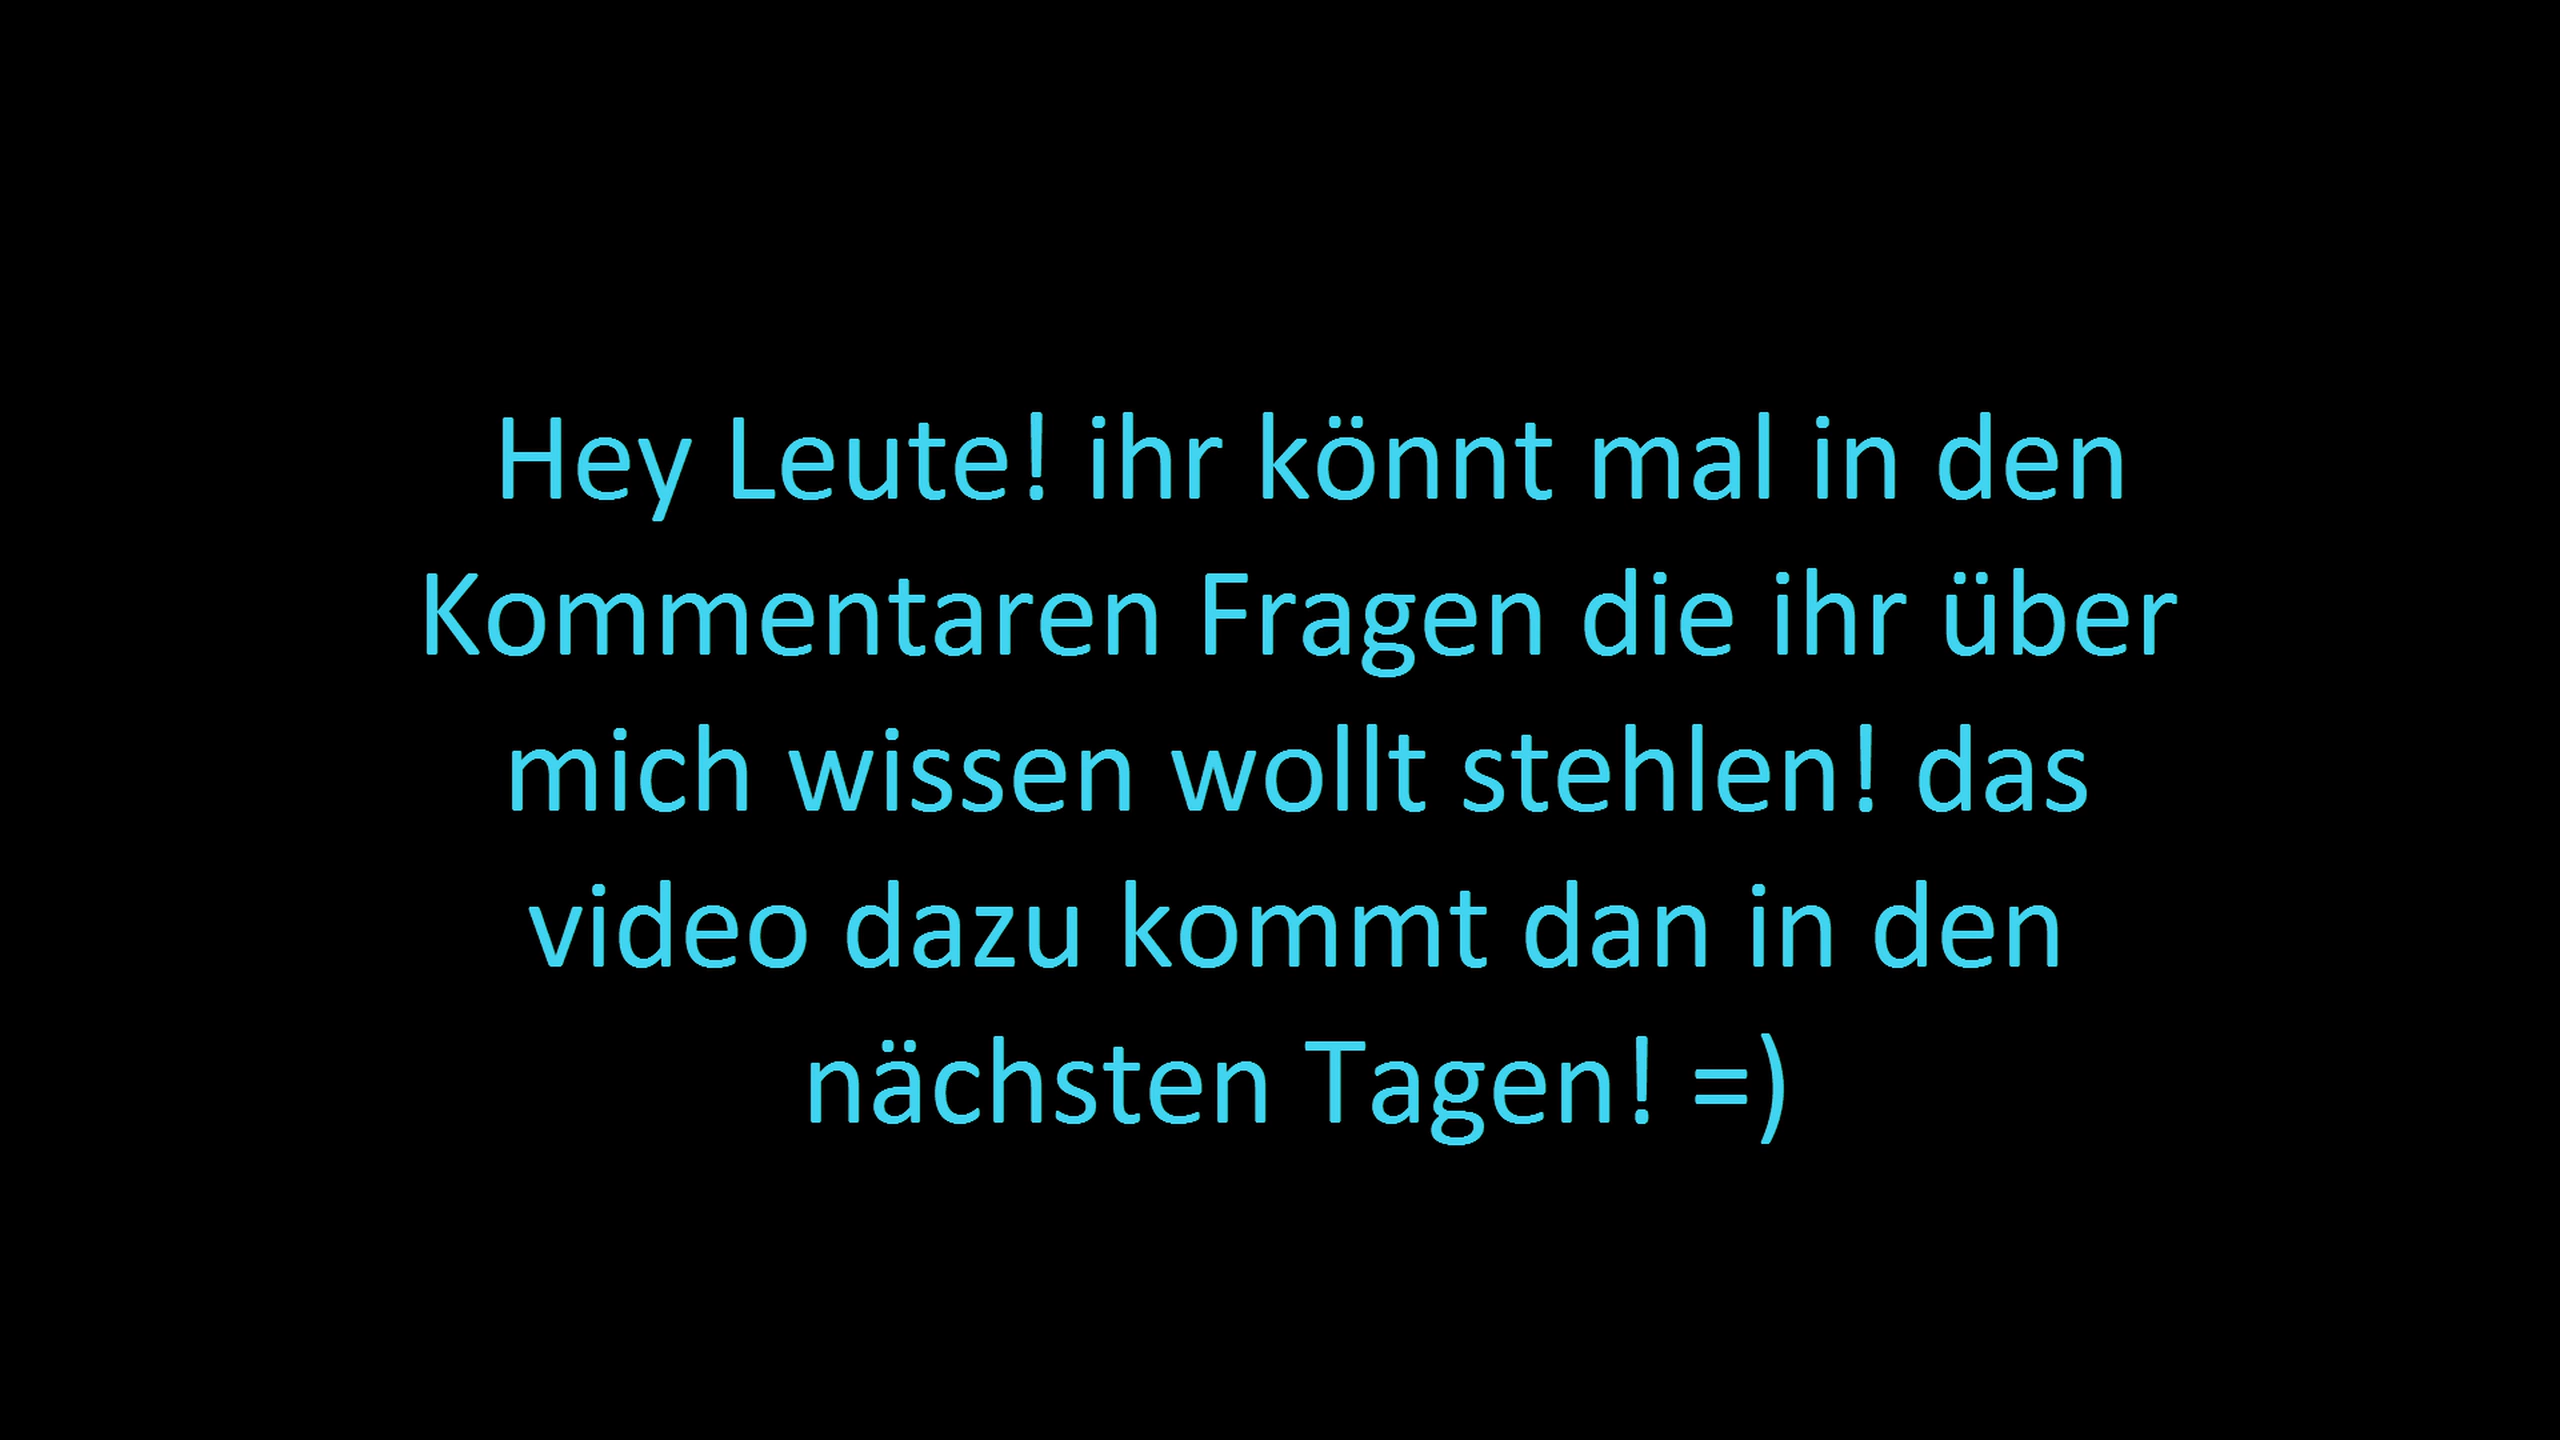 Hey Leute! ihr könnt mal in den
Kommentaren Fragen die ihr über
mich wissen wollt stehlen! das
video dazu kommt dan in den
nächsten Tagen! =)